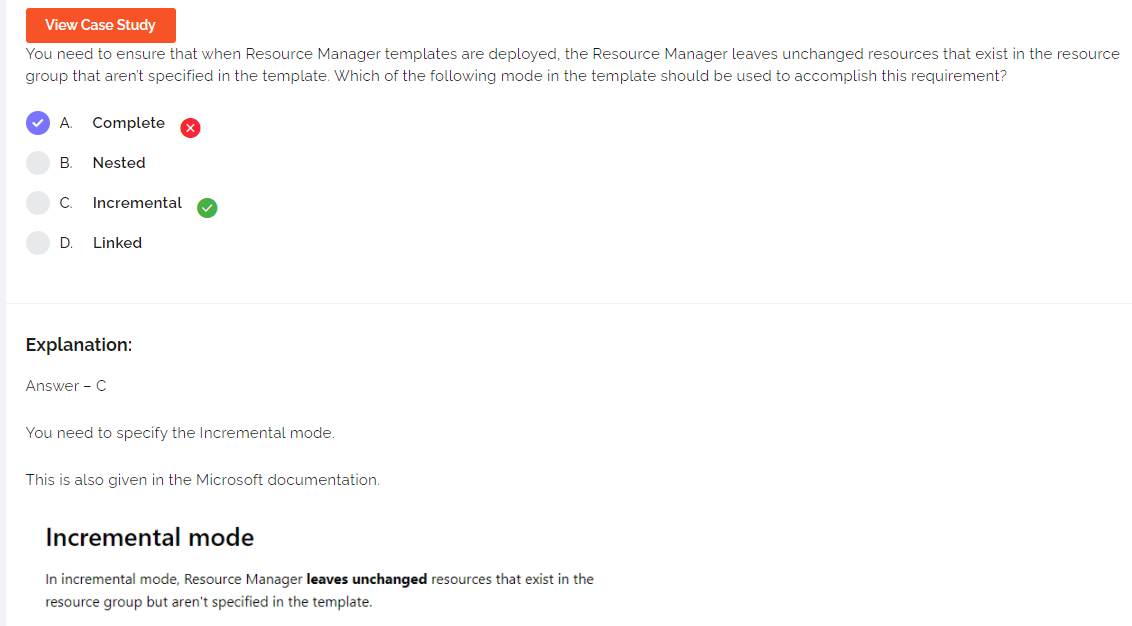 View Case Study
You need to ensure that when Resource Manager templates are deployed, the Resource Manager leaves unchanged resources that exist in the resource
group that aren't specified in the template. Which of the following mode in the template should be used to accomplish this requirement?
A. Complete
B. Nested
C. Incremental
D. Linked
Explanation:
Answer – C
You need to specify the Incremental mode.
This is also given in the Microsoft documentation.
Incremental mode
In incremental mode, Resource Manager leaves unchanged resources that exist in the
resource group but aren't specified in the template.